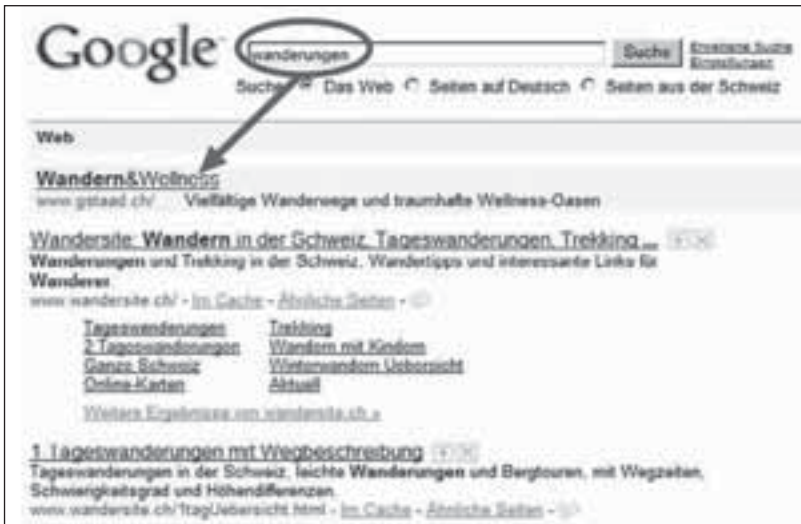 Google
wanderungen Suche Erweiterte Suche
Einstellungen
Suche: Das Web Seiten auf Deutsch Seiten aus der Schweiz
Web
Wandern&Wellness
www.gstaad.ch/ Vielfältige Wanderwege und traumhafte Wellness-Oasen
Wandersite: Wandern in der Schweiz, Tageswanderungen, Trekking ...
Wanderungen und Trekking in der Schweiz, Wandertipps und interessante Links für
Wanderer.
www.wandersite.ch/ - Im Cache - Ähnliche Seiten -
Tageswanderungen Trekking
2 Tageswanderungen Wandern mit Kindern
Ganze Schweiz Winterwandern Uebersicht
Online-Karten Aktuell
Weitere Ergebnisse von wandersite.ch »
1 Tageswanderungen mit Wegbeschreibung
Tageswanderungen in der Schweiz, leichte Wanderungen und Bergtouren, mit Wegzeiten,
Schwierigkeitsgrad und Höhendifferenzen.
www.wandersite.ch/1tagUebersicht.html - Im Cache - Ähnliche Seiten -